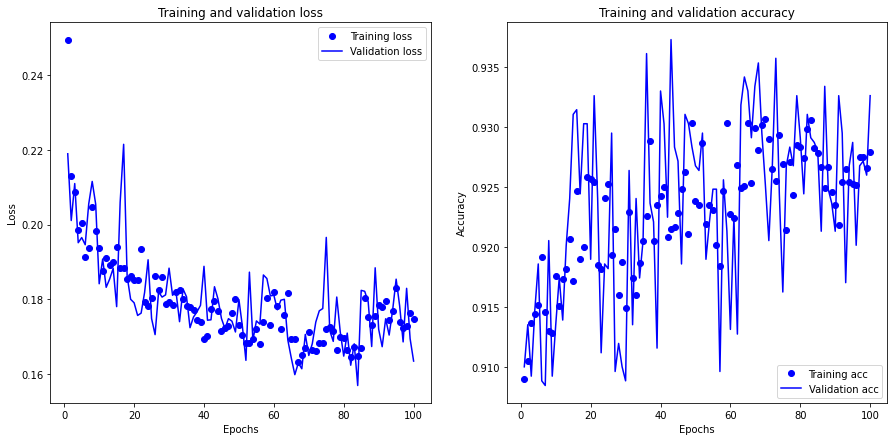 Training and validation loss
Training loss
Validation loss
0.24
0.22
0.20
0.18
0.16
Loss
0 20 40 60 80 100
Epochs
Training and validation accuracy
0.935
0.930
0.925
0.920
0.915
0.910
Accuracy
Training acc
Validation acc
0 20 40 60 80 100
Epochs